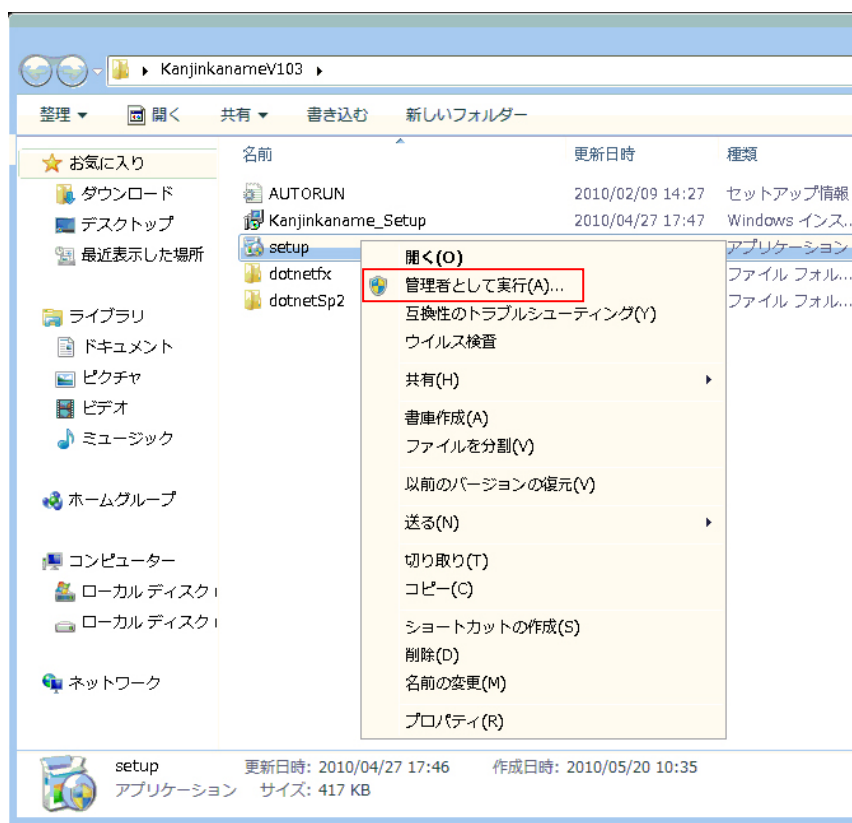 KanjinkanameV103
整理 開く 共有 書き込む 新しいフォルダー
お気に入り
ダウンロード
デスクトップ
最近表示した場所
ライブラリ
ドキュメント
ピクチャ
ビデオ
ミュージック
ホームグループ
コンピューター
ローカル ディスク
ローカル ディスク
ネットワーク
名前 更新日時 種類
AUTORUN 2010/02/09 14:27 セットアップ情報
Kanjinkaname_Setup 2010/04/27 17:47 Windows インス...
setup アプリケーション
dotnetfx ファイル フォル...
dotnetSp2 ファイル フォル...
開く(O)
管理者として実行(A)...
互換性のトラブルシューティング(Y)
ウイルス検査
共有(H)
書庫作成(A)
ファイルを分割(V)
以前のバージョンの復元(V)
送る(N)
切り取り(T)
コピー(C)
ショートカットの作成(S)
削除(D)
名前の変更(M)
プロパティ(R)
setup 更新日時: 2010/04/27 17:46 作成日時: 2010/05/20 10:35
アプリケーション サイズ: 417 KB